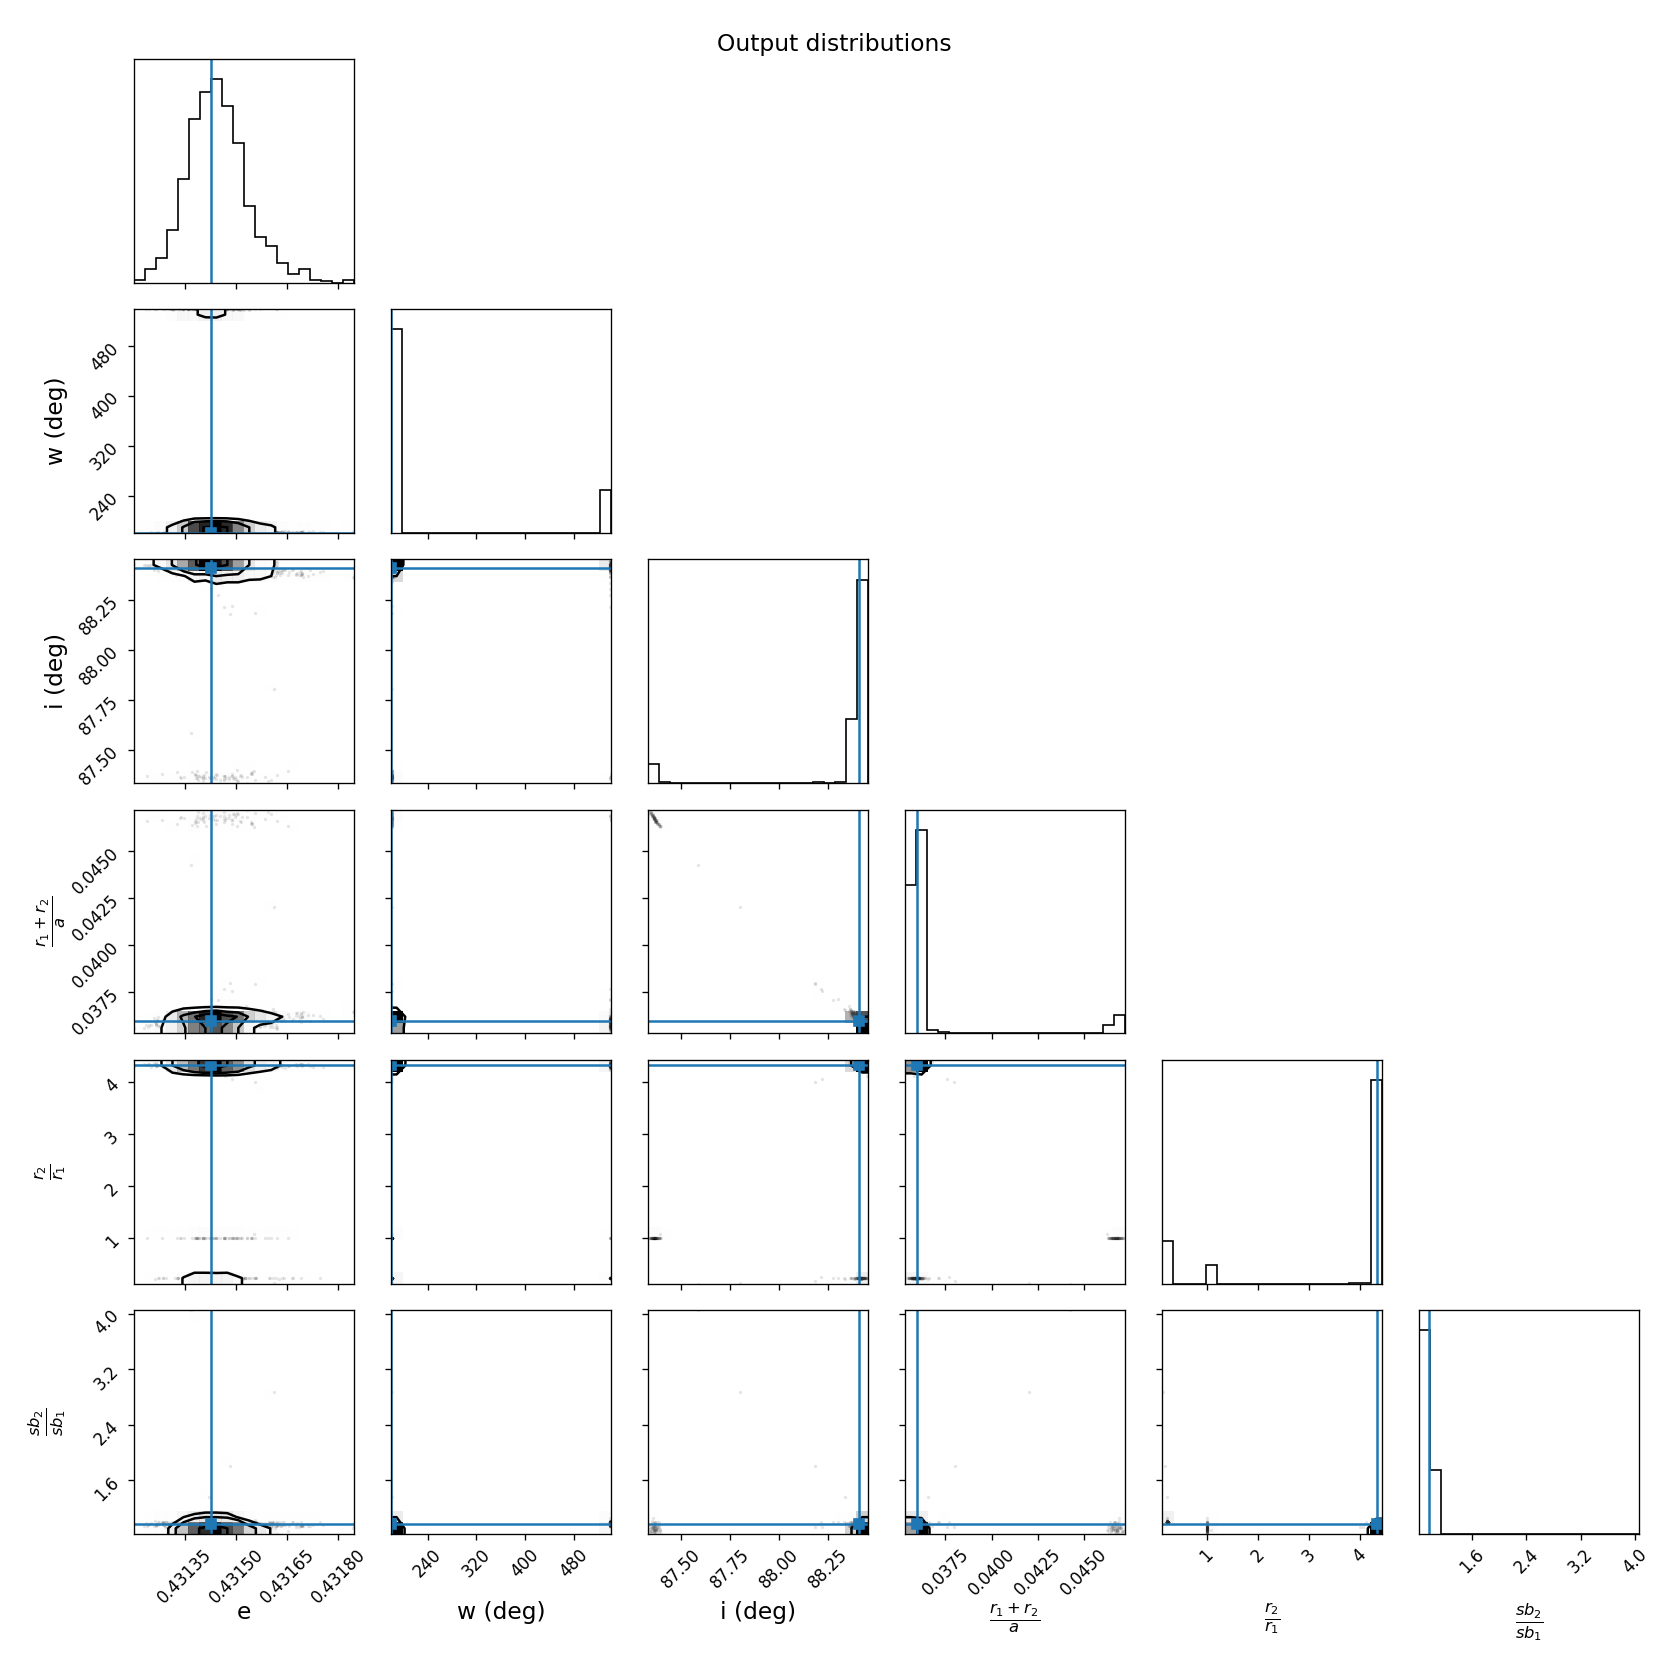 Output distributions
w (deg)
480
400
320
240
i (deg)
88.25
88.00
87.75
87.50
r₁ + r₂
a
0.0450
0.0425
0.0400
0.0375
r₂
r₁
4
3
2
1
sb₂
sb₁
4.0
3.2
2.4
1.6
0.43135 0.43150 0.43165 0.43180 240 320 400 480 87.50 87.75 88.00 88.25 0.0375 0.0400 0.0425 0.0450 1 2 3 4 1.6 2.4 3.2 4.0
e w (deg) i (deg)
r₁ + r₂
a
r₂
r₁
sb₂
sb₁